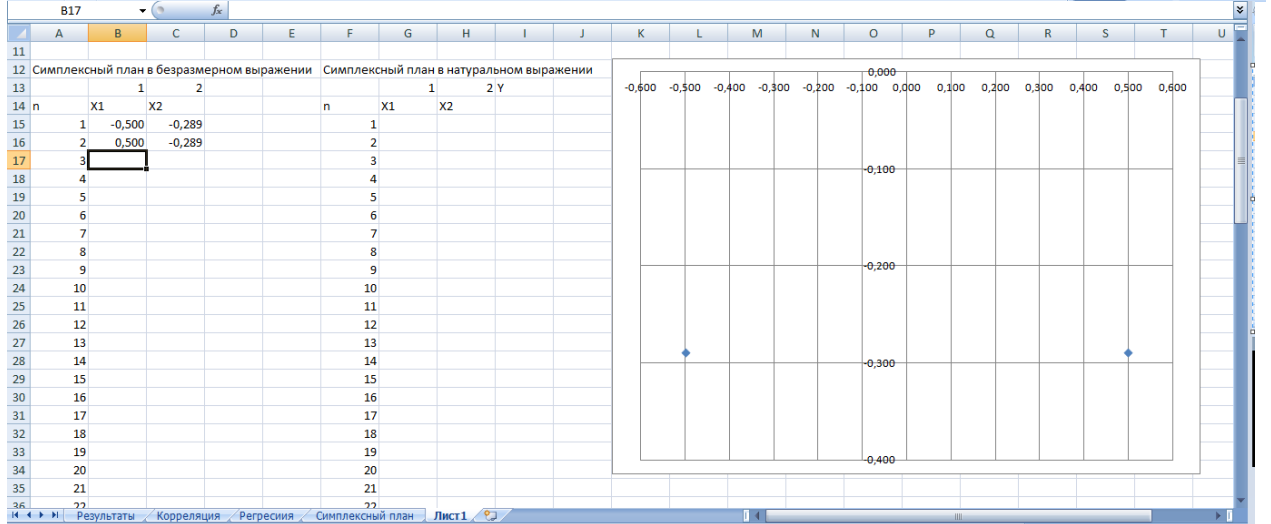 B17 fx
A B C D E F G H I J K L M N O P Q R S T U
11
12 Симплексный план в безразмерном выражении Симплексный план в натуральном выражении
13 1 2 1 2 Y
14 n X1 X2 n X1 X2
15 1 -0,500 -0,289 1
16 2 0,500 -0,289 2
17 3 3
18 4 4
19 5 5
20 6 6
21 7 7
22 8 8
23 9 9
24 10 10
25 11 11
26 12 12
27 13 13
28 14 14
29 15 15
30 16 16
31 17 17
32 18 18
33 19 19
34 20 20
35 21 21
36 22 22
0,000
-0,600 -0,500 -0,400 -0,300 -0,200 -0,100 0,000 0,100 0,200 0,300 0,400 0,500 0,600
-0,100
-0,200
-0,300
-0,400
Результаты Корреляция Регресиия Симплексный план Лист1